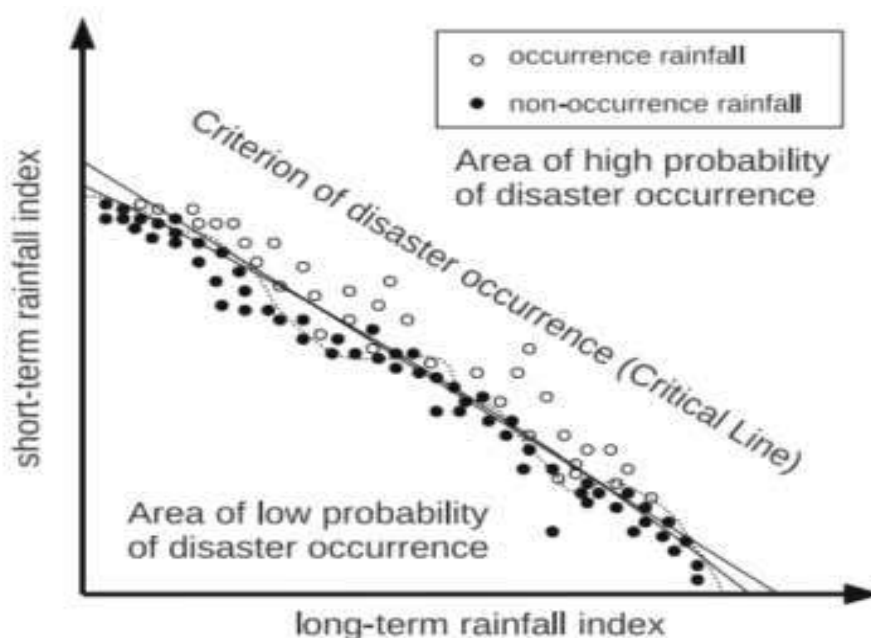 occurrence rainfall
non-occurrence rainfall
Area of high probability
of disaster occurrence
Criterion of disaster occurrence (Critical Line)
short-term rainfall index
Area of low probability
of disaster occurrence
long-term rainfall index